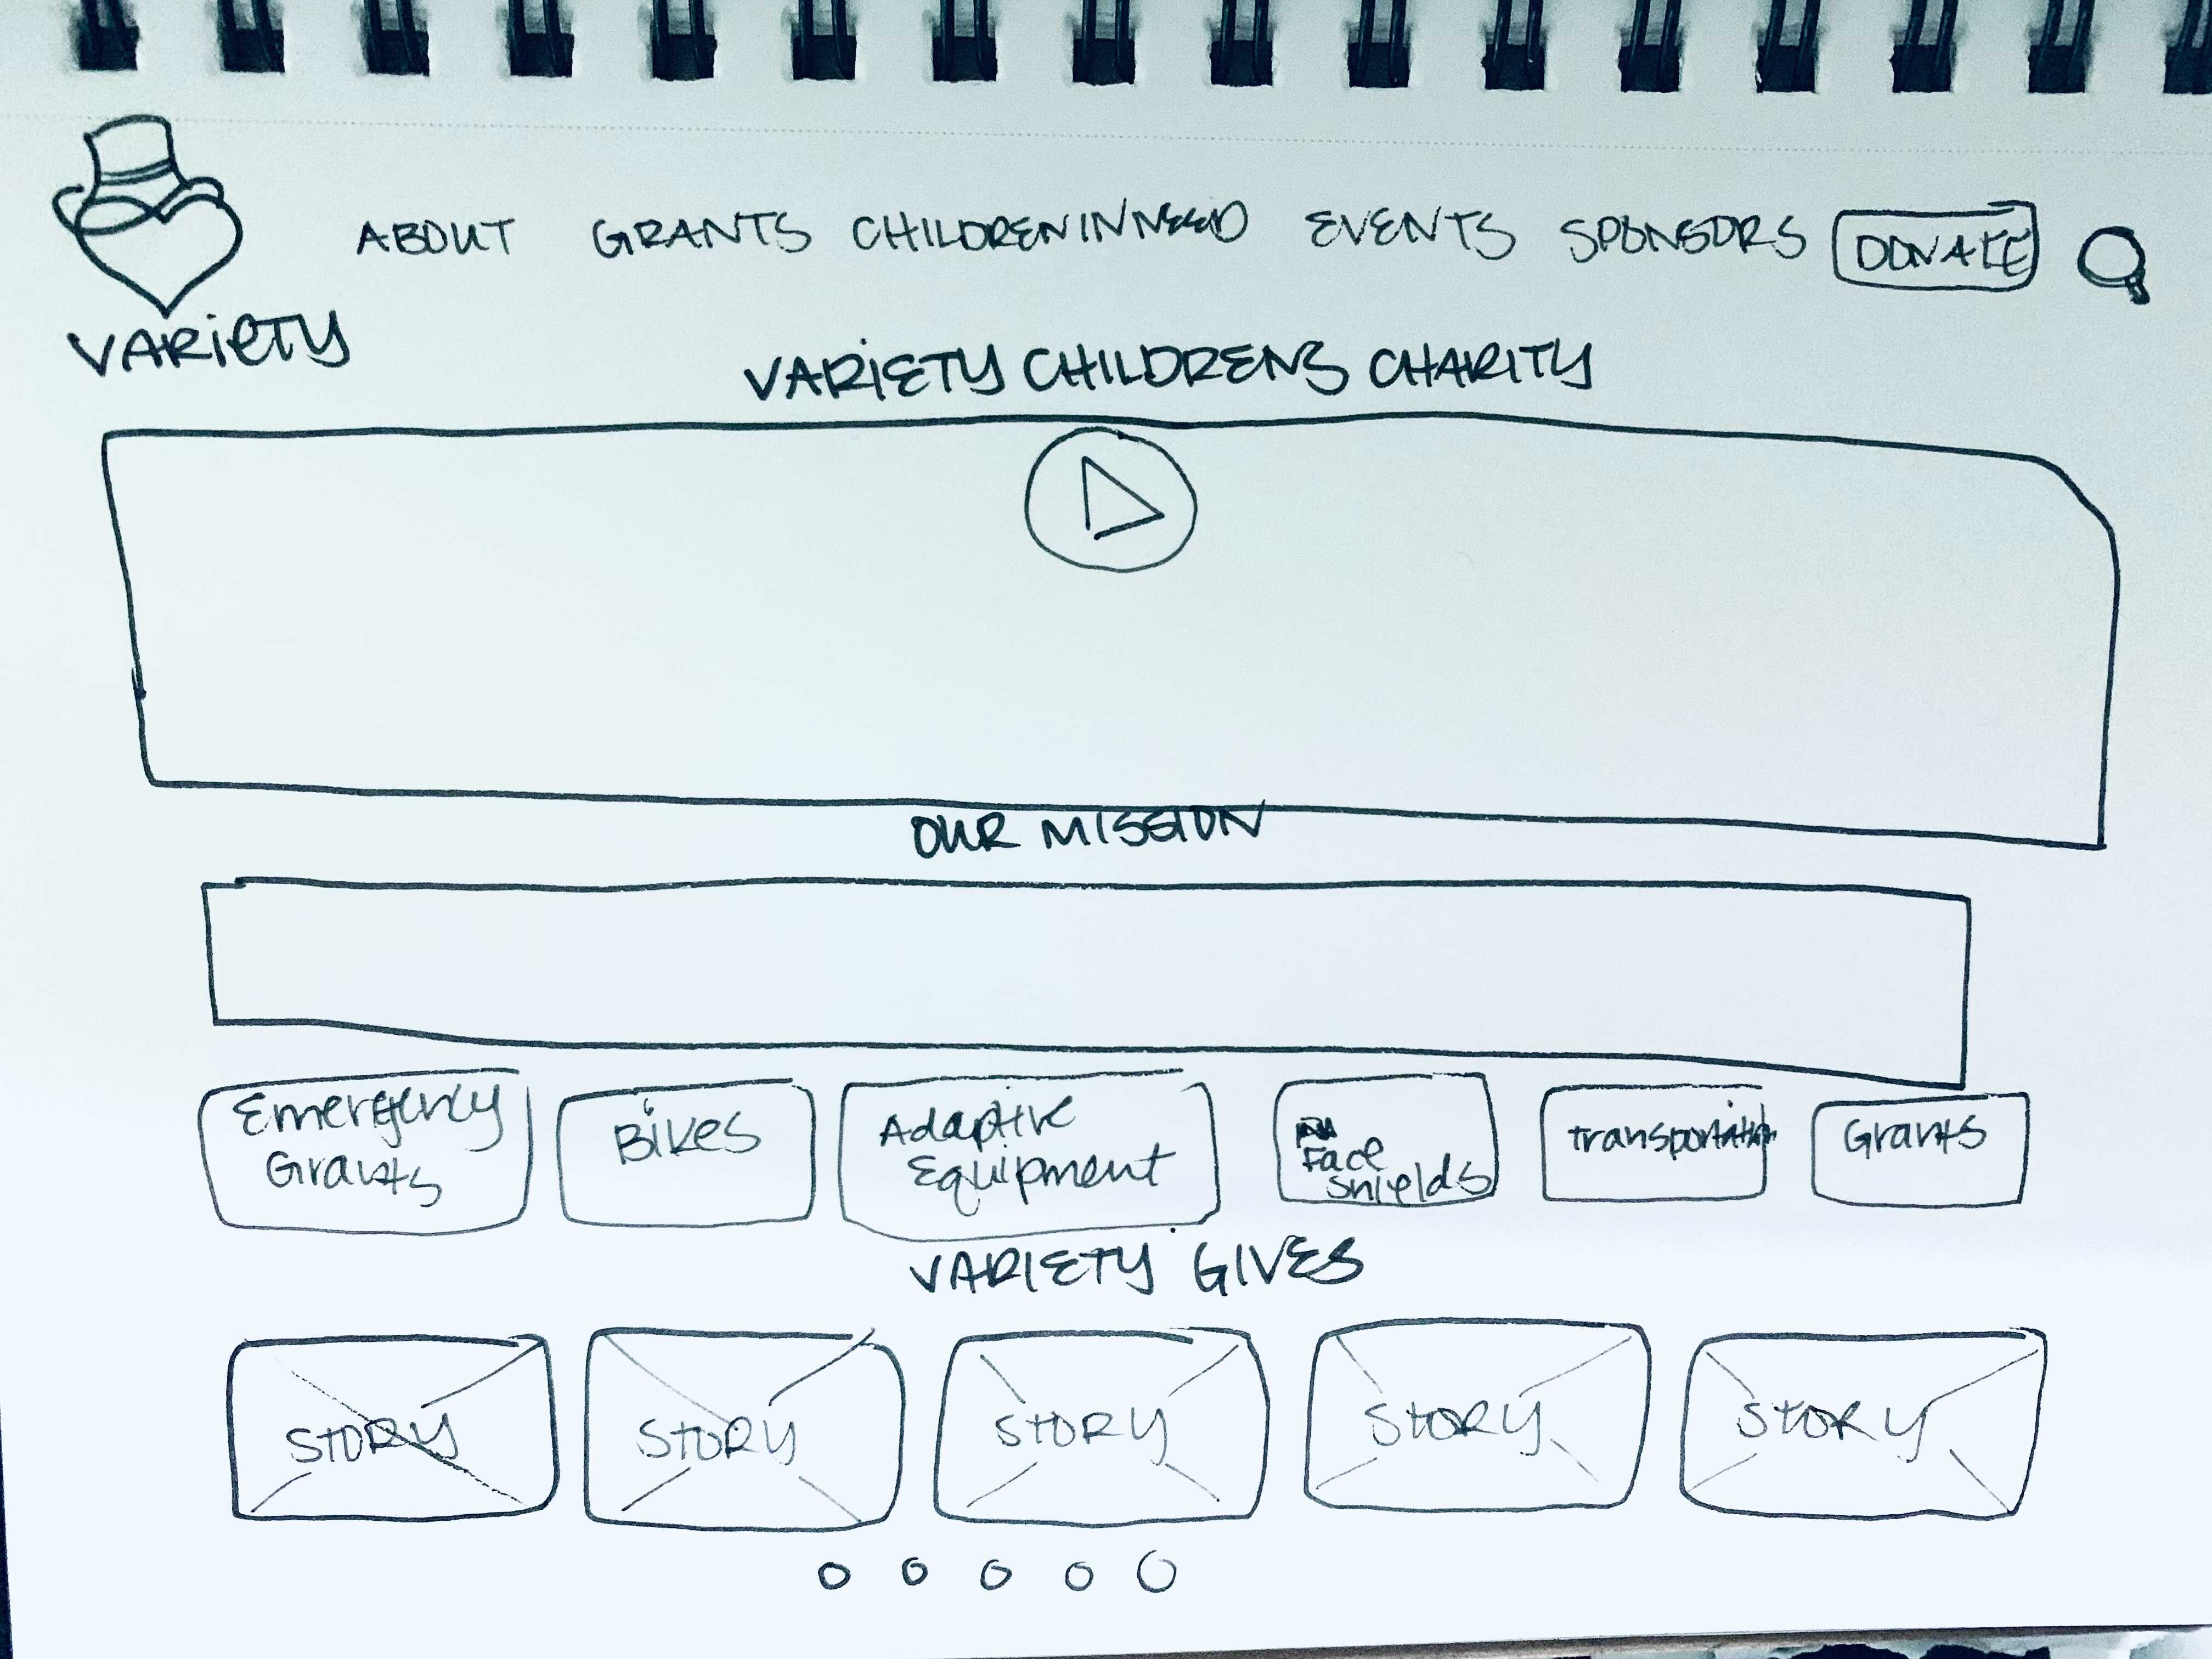 ABOUT GRANTS CHILDREN IN NEED EVENTS SPONSORS DONATE
VARIETY
VARIETY CHILDRENS CHARITY
OUR MISSION
Emergency
Grants
Bikes
Adaptive
Equipment
Face
shields
transportation
Grants
VARIETY GIVES
STORY STORY STORY STORY STORY